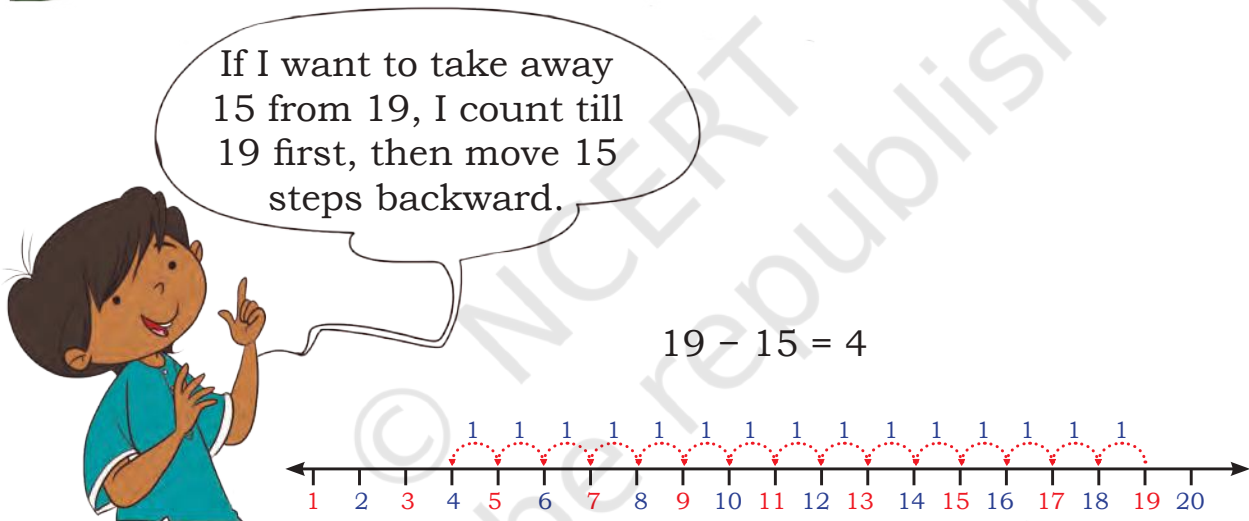 If I want to take away
15 from 19, I count till
19 first, then move 15
steps backward.
© NCERT
he republish
19 – 15 = 4
1 1 1 1 1 1 1 1 1 1 1 1 1 1 1
1 2 3 4 5 6 7 8 9 10 11 12 13 14 15 16 17 18 19 20